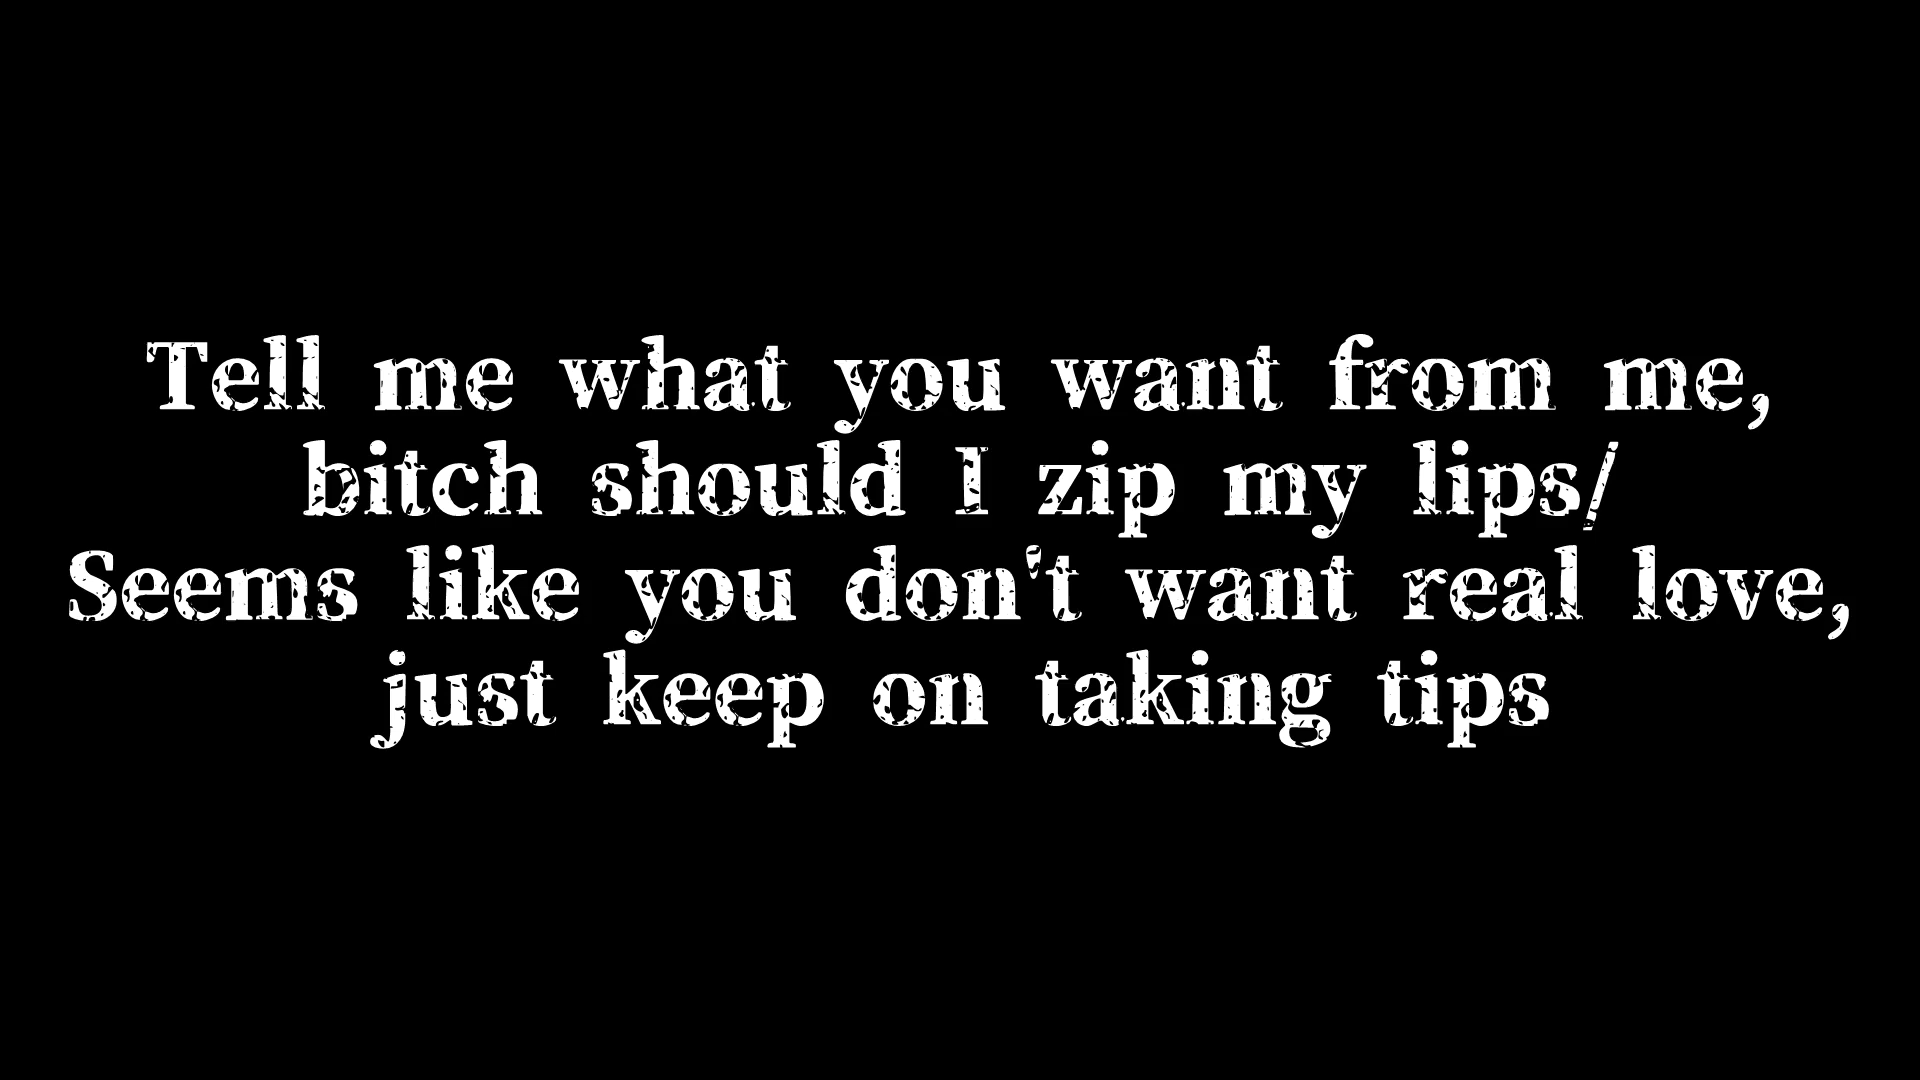 Tell me what you want from me,
bitch should I zip my lips/
Seems like you don't want real love,
just keep on taking tips